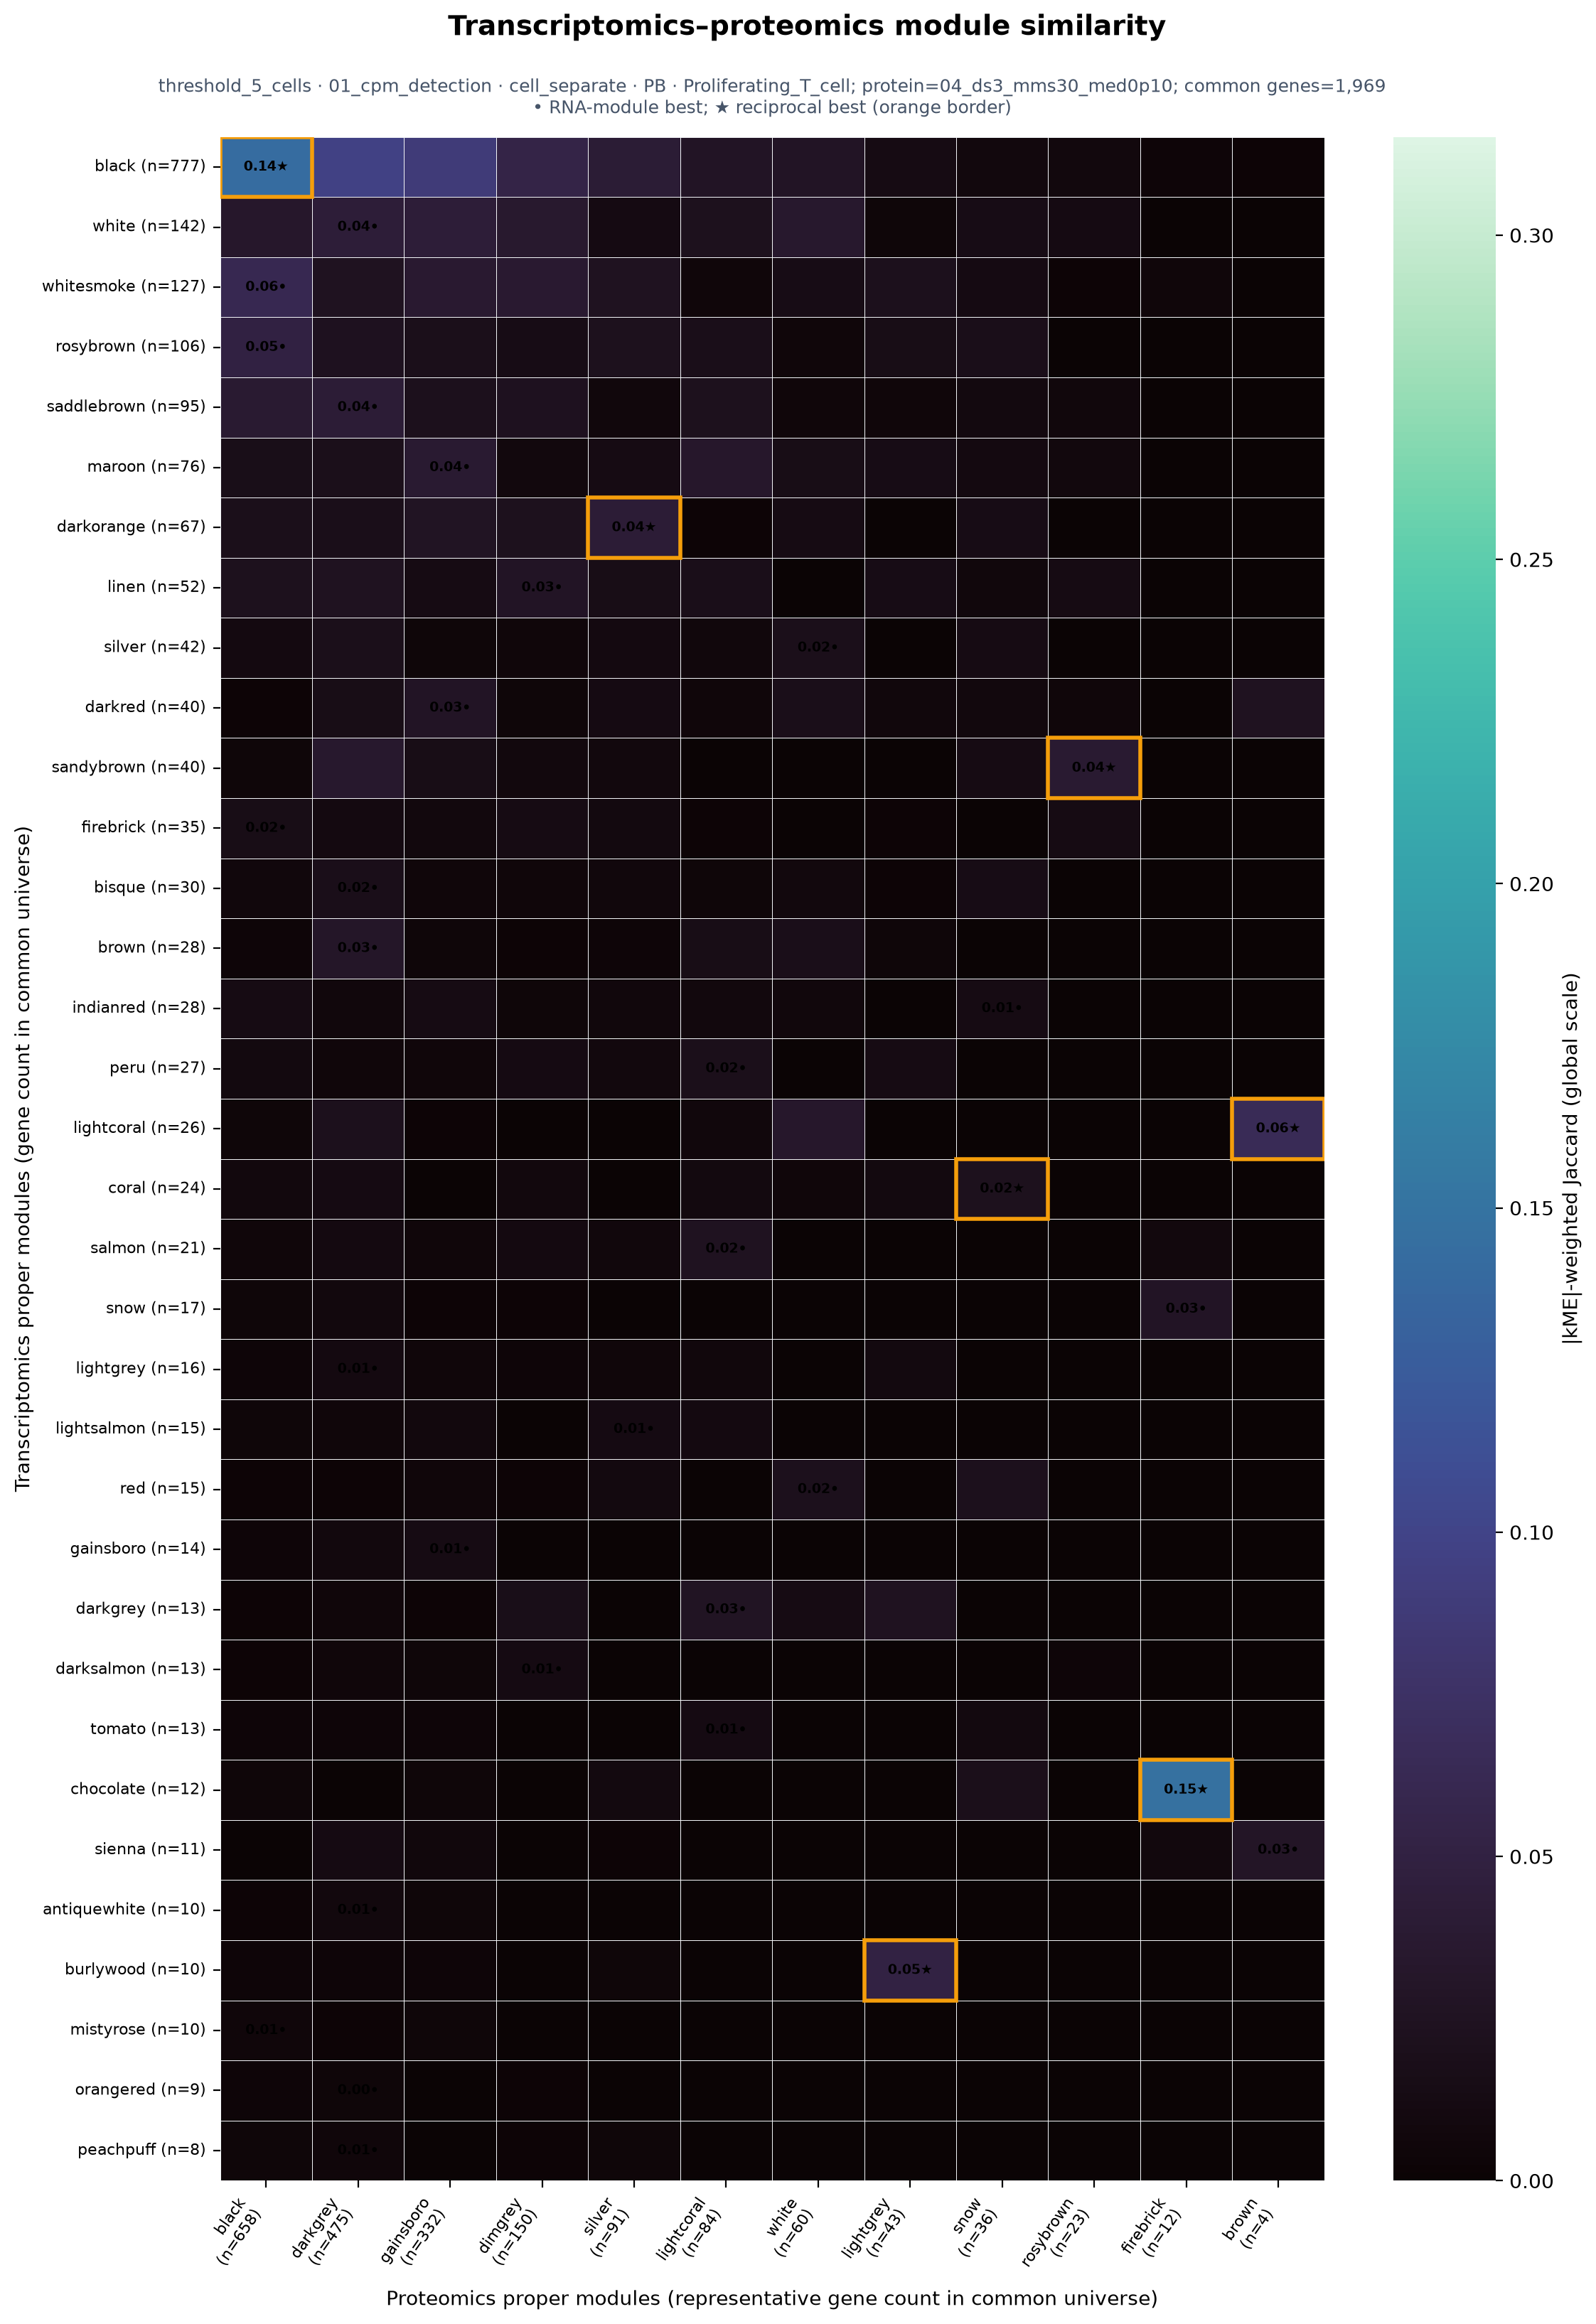 Transcriptomics–proteomics module similarity
threshold_5_cells · 01_cpm_detection · cell_separate · PB · Proliferating_T_cell; protein=04_ds3_mms30_med0p10; common genes=1,969
• RNA-module best; ★ reciprocal best (orange border)
Transcriptomics proper modules (gene count in common universe)
black (n=777)
0.14★
white (n=142)
0.04•
whitesmoke (n=127)
0.06•
rosybrown (n=106)
0.05•
saddlebrown (n=95)
0.04•
maroon (n=76)
0.04•
darkorange (n=67)
0.04★
linen (n=52)
0.03•
silver (n=42)
0.02•
darkred (n=40)
0.03•
sandybrown (n=40)
0.04★
firebrick (n=35)
0.02•
bisque (n=30)
0.02•
brown (n=28)
0.03•
indianred (n=28)
0.01•
peru (n=27)
0.02•
lightcoral (n=26)
0.06★
coral (n=24)
0.02★
salmon (n=21)
0.02•
snow (n=17)
0.03•
lightgrey (n=16)
0.01•
lightsalmon (n=15)
0.01•
red (n=15)
0.02•
gainsboro (n=14)
0.01•
darkgrey (n=13)
0.03•
darksalmon (n=13)
0.01•
tomato (n=13)
0.01•
chocolate (n=12)
0.15★
sienna (n=11)
0.03•
antiquewhite (n=10)
0.01•
burlywood (n=10)
0.05★
mistyrose (n=10)
0.01•
orangered (n=9)
0.00•
peachpuff (n=8)
0.01•
black
(n=658)
darkgrey
(n=475)
gainsboro
(n=332)
dimgrey
(n=150)
silver
(n=91)
lightcoral
(n=84)
white
(n=60)
lightgrey
(n=43)
snow
(n=36)
rosybrown
(n=23)
firebrick
(n=12)
brown
(n=4)
Proteomics proper modules (representative gene count in common universe)
0.30
0.25
0.20
0.15
0.10
0.05
0.00
|kME|-weighted Jaccard (global scale)